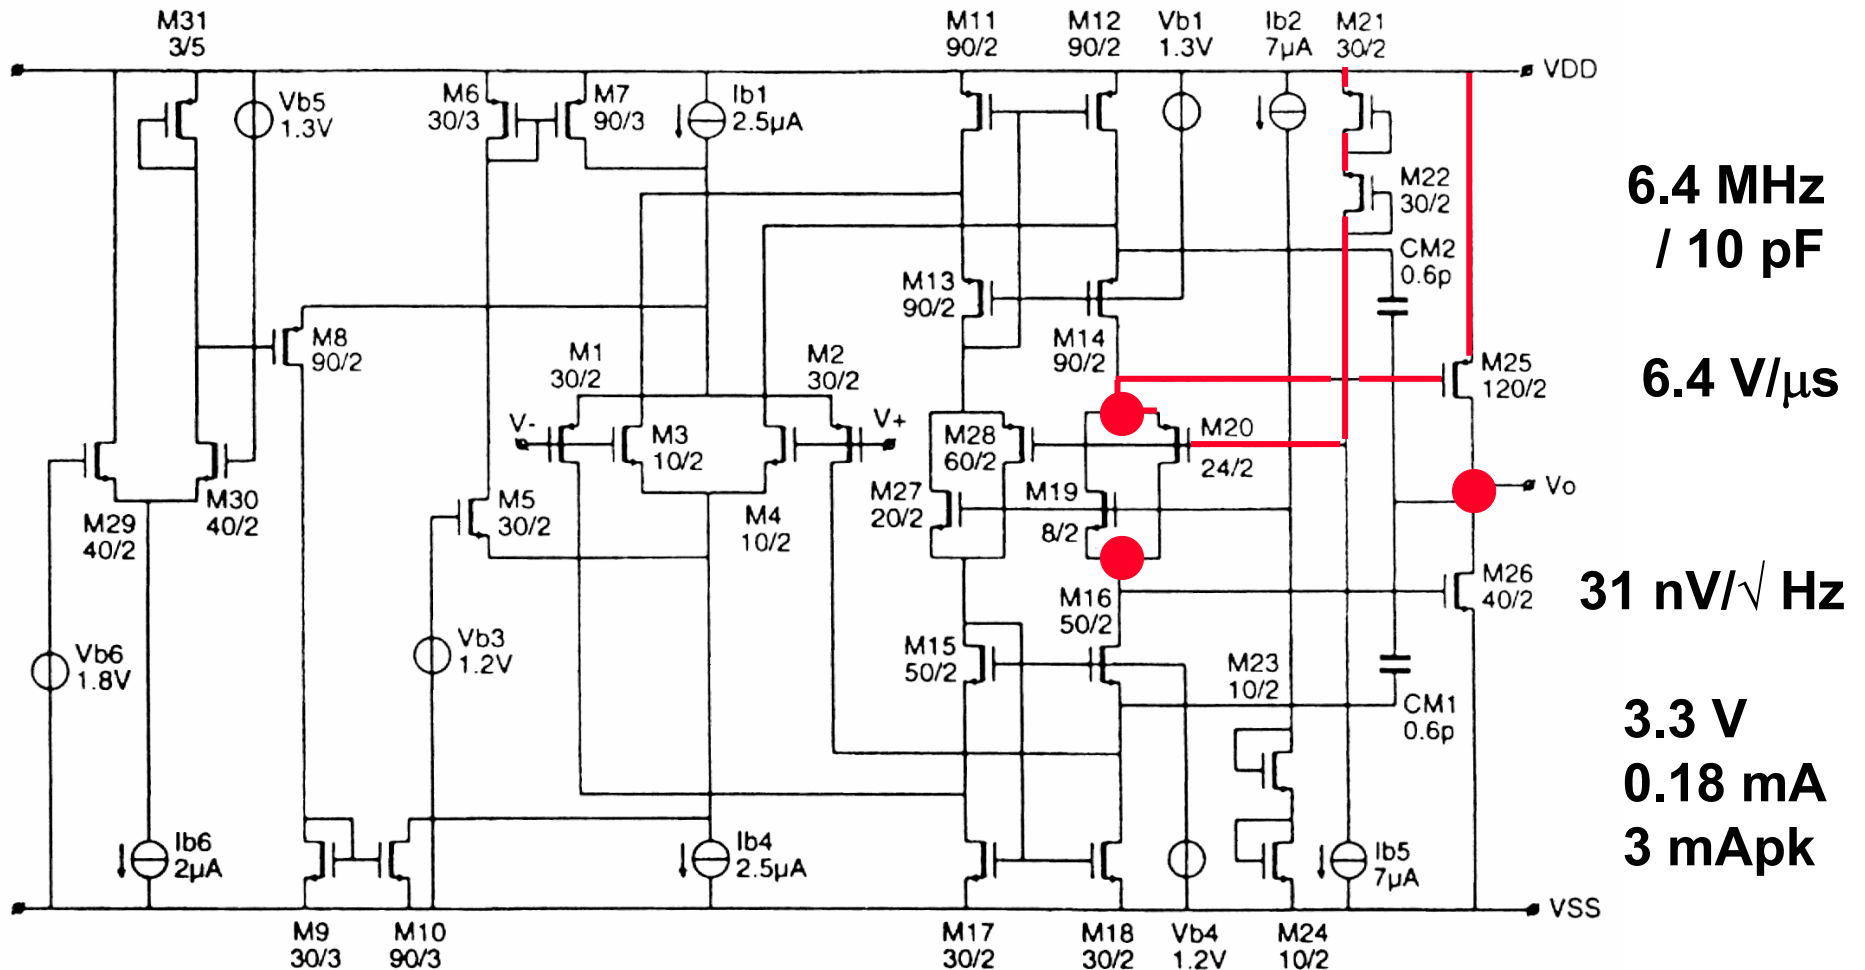 M31
3/5
M11
90/2
M12
90/2
Vb1
1.3V
Ib2
7µA
M21
30/2
VDD
Vb5
1.3V
M6
30/3
M7
90/3
Ib1
2.5µA
M22
30/2
6.4 MHz
/ 10 pF
CM2
0.6p
M13
90/2
M8
90/2
M1
30/2
M2
30/2
M14
90/2
M25
120/2
6.4 V/µs
V-
V+
M3
10/2
M28
60/2
M20
24/2
M29
40/2
M30
40/2
M5
30/2
M4
10/2
M27
20/2
M19
8/2
Vo
M26
40/2
31 nV/√ Hz
Vb6
1.8V
Vb3
1.2V
M16
50/2
M15
50/2
M23
10/2
CM1
0.6p
3.3 V
0.18 mA
3 mApk
Ib6
2µA
Ib4
2.5µA
Ib5
7µA
VSS
M9
30/3
M10
90/3
M17
30/2
M18
30/2
Vb4
1.2V
M24
10/2